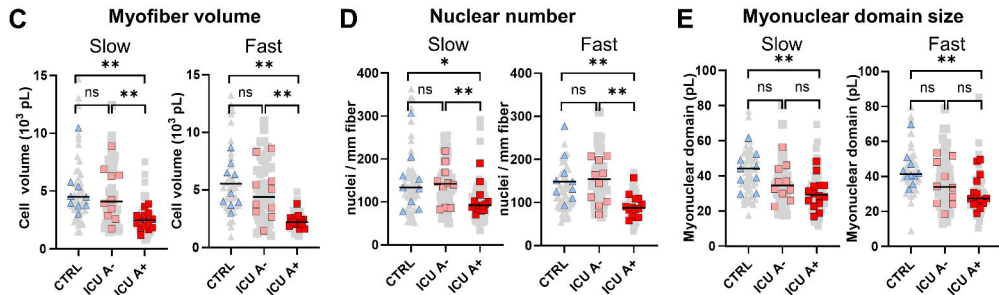 C Myofiber volume
Slow
Fast
Cell volume (10³ pL)
15
10
5
0
**
ns
**
CTRL
ICU A-
ICU A+
Cell volume (10³ pL)
15
10
5
0
**
ns
**
CTRL
ICU A-
ICU A+
D Nuclear number
Slow
Fast
nuclei / mm fiber
400
300
200
100
0
*
ns
**
CTRL
ICU A-
ICU A+
nuclei / mm fiber
400
300
200
100
0
**
ns
**
CTRL
ICU A-
ICU A+
E Myonuclear domain size
Slow
Fast
Myonuclear domain (pL)
100
80
60
40
20
0
**
ns
ns
CTRL
ICU A-
ICU A+
Myonuclear domain (pL)
100
80
60
40
20
0
**
ns
ns
CTRL
ICU A-
ICU A+